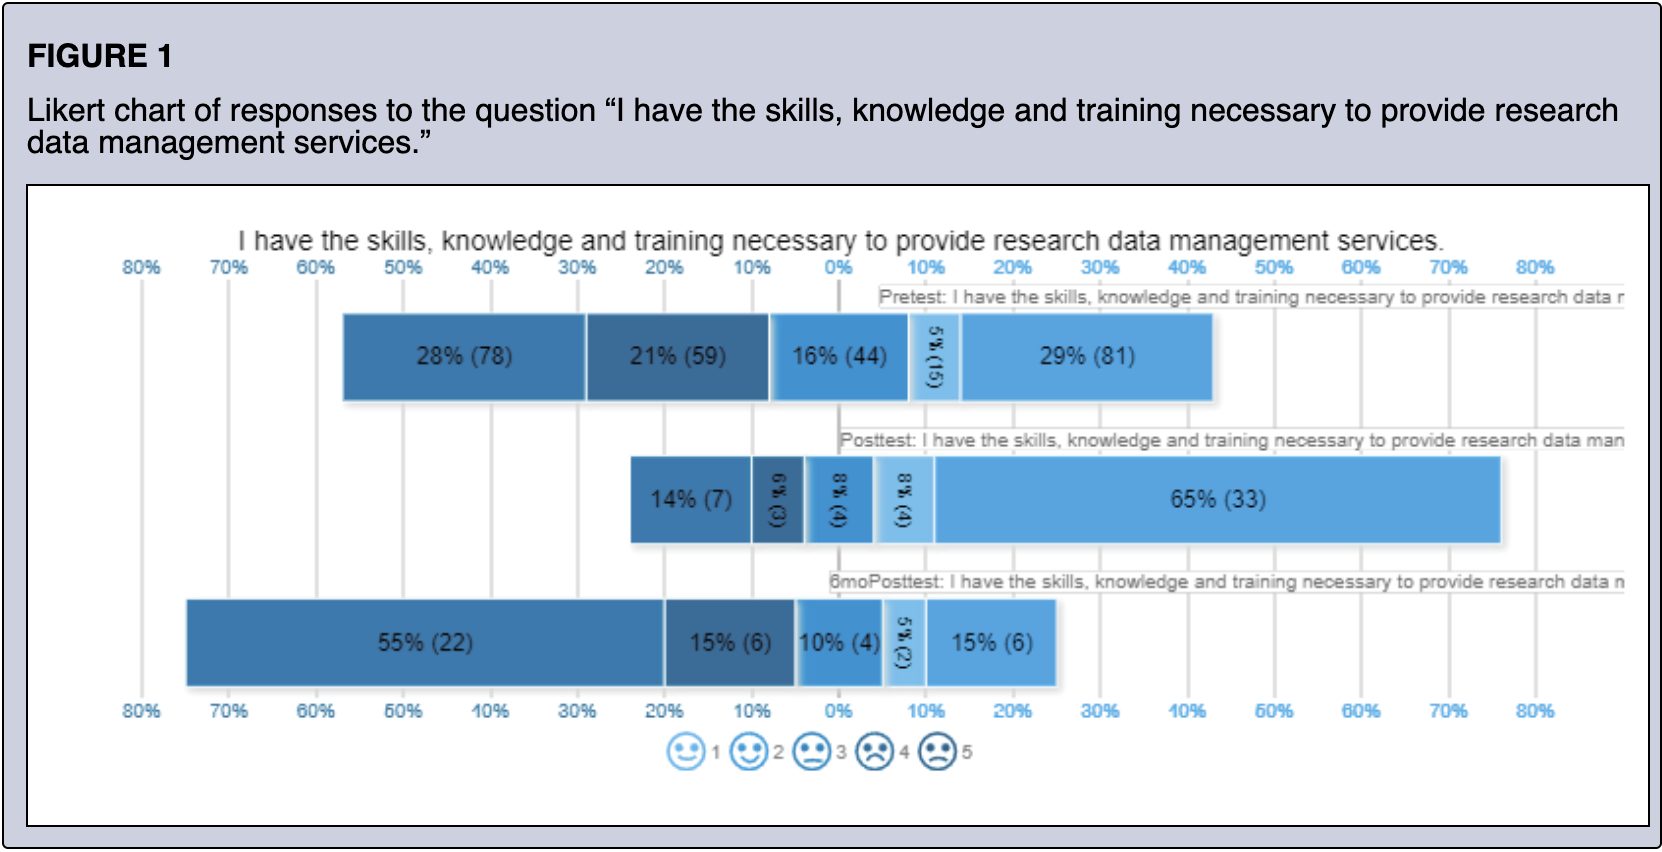 FIGURE 1
Likert chart of responses to the question “I have the skills, knowledge and training necessary to provide research
data management services.”
I have the skills, knowledge and training necessary to provide research data management services.
80% 70% 60% 50% 40% 30% 20% 10% 0% 10% 20% 30% 40% 50% 60% 70% 80%
Pretest: I have the skills, knowledge and training necessary to provide research data r
28% (78) 21% (59) 16% (44) 5% (15) 29% (81)
Posttest: I have the skills, knowledge and training necessary to provide research data man
14% (7) 6% (3) 8% (4) 8% (4) 65% (33)
6moPosttest: I have the skills, knowledge and training necessary to provide research data n
55% (22) 15% (6) 10% (4) 5% (2) 15% (6)
80% 70% 60% 50% 40% 30% 20% 10% 0% 10% 20% 30% 40% 50% 60% 70% 80%
1 2 3 4 5